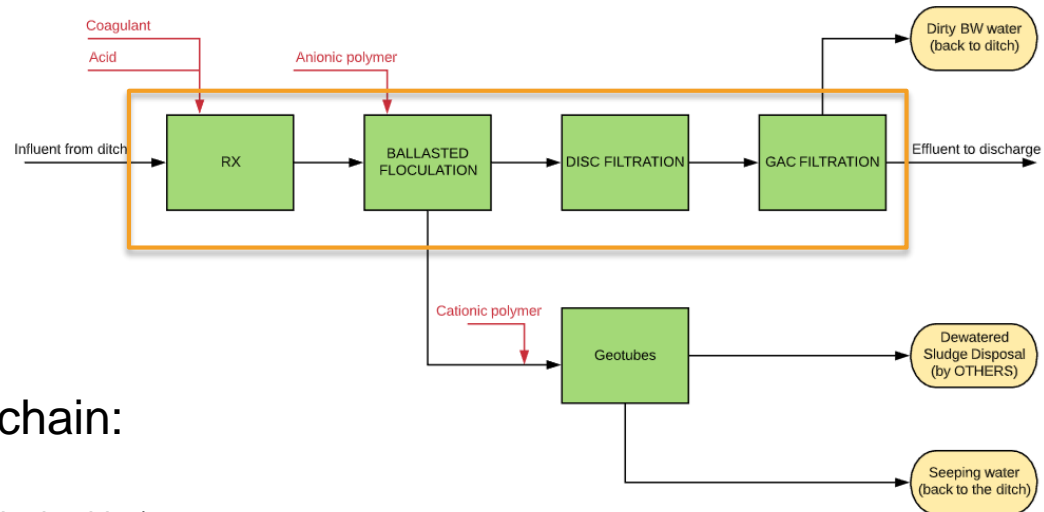 Coagulant
Acid
Anionic polymer
Dirty BW water
(back to ditch)
Influent from ditch
RX
BALLASTED
FLOCULATION
DISC FILTRATION
GAC FILTRATION
Effluent to discharge
Cationic polymer
Geotubes
Dewatered
Sludge Disposal
(by OTHERS)
chain:
Seeping water
(back to the ditch)